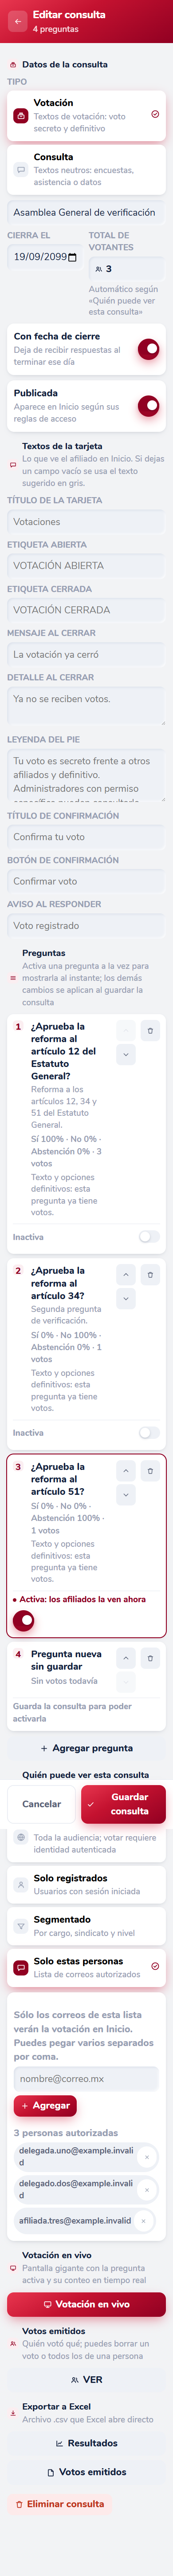 Editar consulta
4 preguntas
Datos de la consulta
TIPO
Votación
Textos de votación: voto
secreto y definitivo
Consulta
Textos neutros: encuestas,
asistencia o datos
Asamblea General de verificación
CIERRA EL
TOTAL DE
VOTANTES
19/09/2099
3
Automático según
«Quién puede ver
esta consulta»
Con fecha de cierre
Deja de recibir respuestas al
terminar ese día
Publicada
Aparece en Inicio según sus
reglas de acceso
Textos de la tarjeta
Lo que ve el afiliado en Inicio. Si dejas
un campo vacío se usa el texto
sugerido en gris.
TÍTULO DE LA TARJETA
Votaciones
ETIQUETA ABIERTA
VOTACIÓN ABIERTA
ETIQUETA CERRADA
VOTACIÓN CERRADA
MENSAJE AL CERRAR
La votación ya cerró
DETALLE AL CERRAR
Ya no se reciben votos.
LEYENDA DEL PIE
Tu voto es secreto frente a otros
afiliados y definitivo.
Administradores con permiso
específico pueden consultarlo
TÍTULO DE CONFIRMACIÓN
Confirma tu voto
BOTÓN DE CONFIRMACIÓN
Confirmar voto
AVISO AL RESPONDER
Voto registrado
Preguntas
Activa una pregunta a la vez para
mostrarla al instante; los demás
cambios se aplican al guardar la
consulta
1
¿Aprueba la
reforma al
artículo 12 del
Estatuto
General?
Reforma a los
artículos 12, 34 y
51 del Estatuto
General.
Sí 100% · No 0% ·
Abstención 0% · 3
votos
Texto y opciones
definitivos: esta
pregunta ya tiene
votos.
Inactiva
2
¿Aprueba la
reforma al
artículo 34?
Segunda pregunta
de verificación.
Sí 0% · No 100% ·
Abstención 0% · 1
votos
Texto y opciones
definitivos: esta
pregunta ya tiene
votos.
Inactiva
3
¿Aprueba la
reforma al
artículo 51?
Sí 0% · No 0% ·
Abstención 100% ·
1 votos
Texto y opciones
definitivos: esta
pregunta ya tiene
votos.
• Activa: los afiliados la ven ahora
4
Pregunta nueva
sin guardar
Sin votos todavía
Guarda la consulta para poder
activarla
+ Agregar pregunta
Quién puede ver esta consulta
Cancelar
Guardar
consulta
Toda la audiencia; votar requiere
identidad autenticada
Solo registrados
Usuarios con sesión iniciada
Segmentado
Por cargo, sindicato y nivel
Solo estas personas
Lista de correos autorizados
Sólo los correos de esta lista
verán la votación en Inicio.
Puedes pegar varios separados
por coma.
nombre@correo.mx
+ Agregar
3 personas autorizadas
delegada.uno@example.invali
d
delegado.dos@example.invali
d
afiliada.tres@example.invalid
Votación en vivo
Pantalla gigante con la pregunta
activa y su conteo en tiempo real
Votación en vivo
Votos emitidos
Quién votó qué; puedes borrar un
voto o todos los de una persona
VER
Exportar a Excel
Archivo .csv que Excel abre directo
Resultados
Votos emitidos
Eliminar consulta